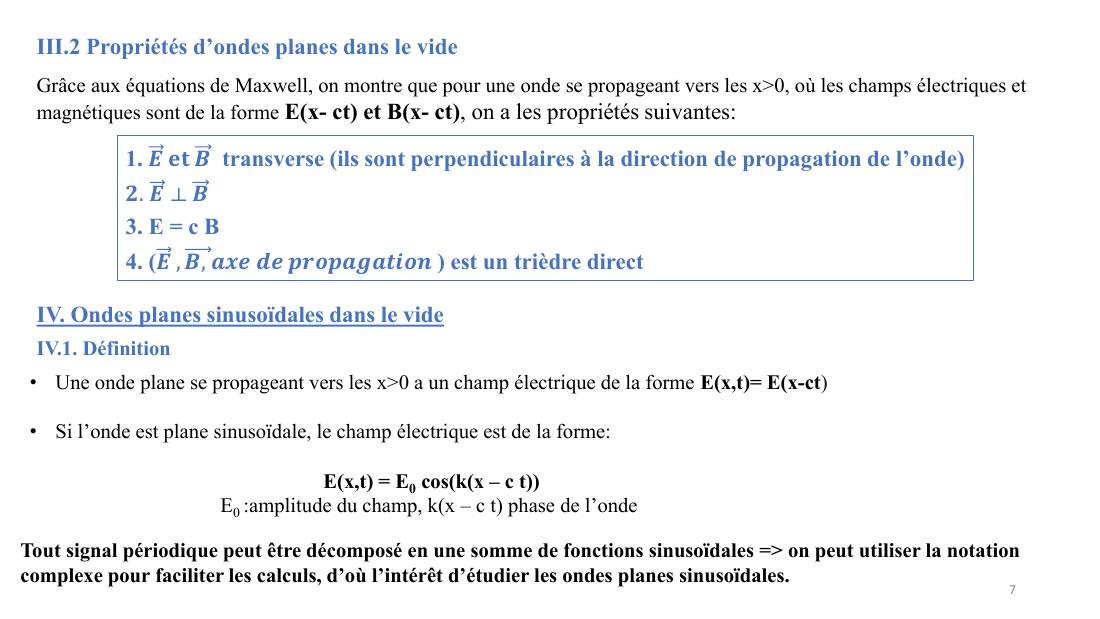 III.2 Propriétés d’ondes planes dans le vide
Grâce aux équations de Maxwell, on montre que pour une onde se propageant vers les x>0, où les champs électriques et
magnétiques sont de la forme E(x- ct) et B(x- ct), on a les propriétés suivantes:
1. E⃗ et B⃗ transverse (ils sont perpendiculaires à la direction de propagation de l’onde)
2. E⃗ ⊥ B⃗
3. E = c B
4. (E⃗ , B,⃗ axe de propagation ) est un trièdre direct
IV. Ondes planes sinusoïdales dans le vide
IV.1. Définition
• Une onde plane se propageant vers les x>0 a un champ électrique de la forme E(x,t)= E(x-ct)
• Si l’onde est plane sinusoïdale, le champ électrique est de la forme:
E(x,t) = E₀ cos(k(x – c t))
E₀ :amplitude du champ, k(x – c t) phase de l’onde
Tout signal périodique peut être décomposé en une somme de fonctions sinusoïdales => on peut utiliser la notation
complexe pour faciliter les calculs, d’où l’intérêt d’étudier les ondes planes sinusoïdales.
7